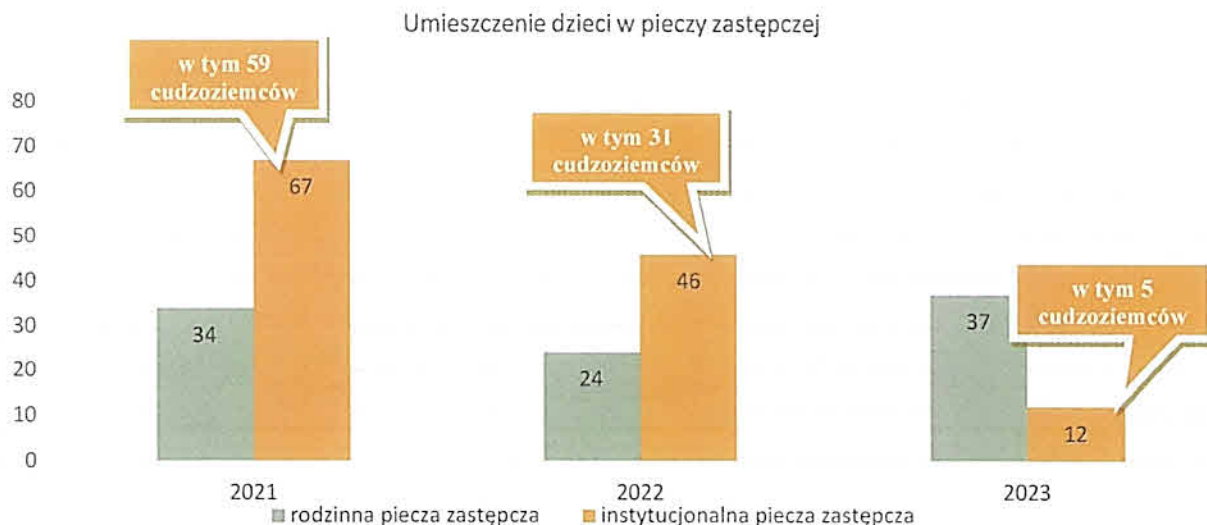 Umieszczenie dzieci w pieczy zastępczej
w tym 59
cudzoziemców
w tym 31
cudzoziemców
w tym 5
cudzoziemców
80
70
60
50
40
30
20
10
0
34
67
24
46
37
12
2021
2022
2023
rodzinna piecza zastępcza
instytucjonalna piecza zastępcza